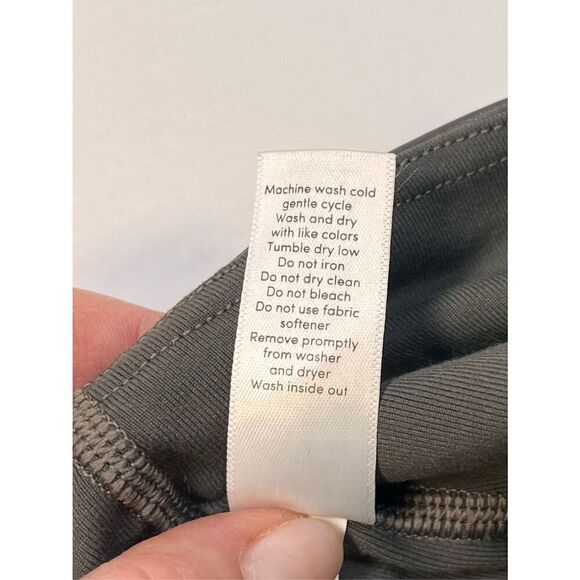 Machine wash cold
gentle cycle
Wash and dry
with like colors
Tumble dry low
Do not iron
Do not dry clean
Do not bleach
Do not use fabric
softener
Remove promptly
from washer
and dryer
Wash inside out